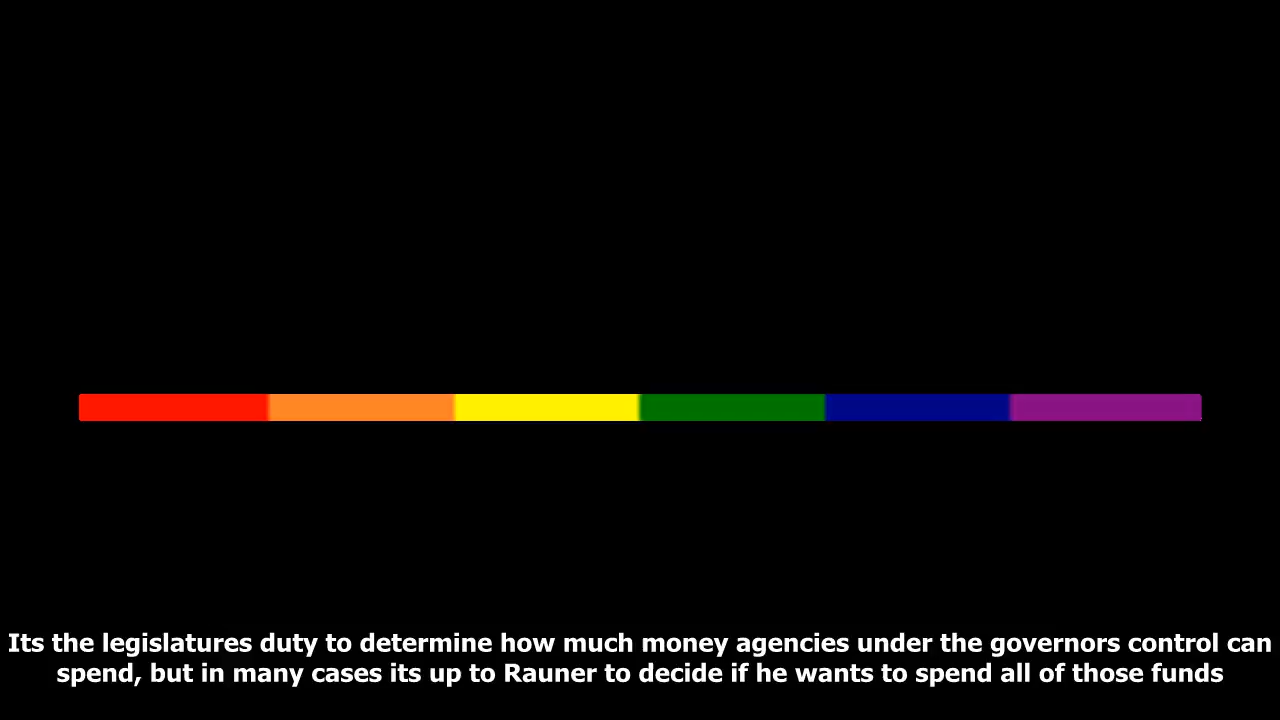 Its the legislatures duty to determine how much money agencies under the governors control can
spend, but in many cases its up to Rauner to decide if he wants to spend all of those funds